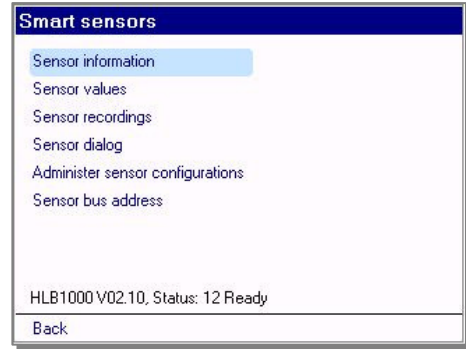 Smart sensors
Sensor information
Sensor values
Sensor recordings
Sensor dialog
Administer sensor configurations
Sensor bus address
HLB1000 V02.10, Status: 12 Ready
Back